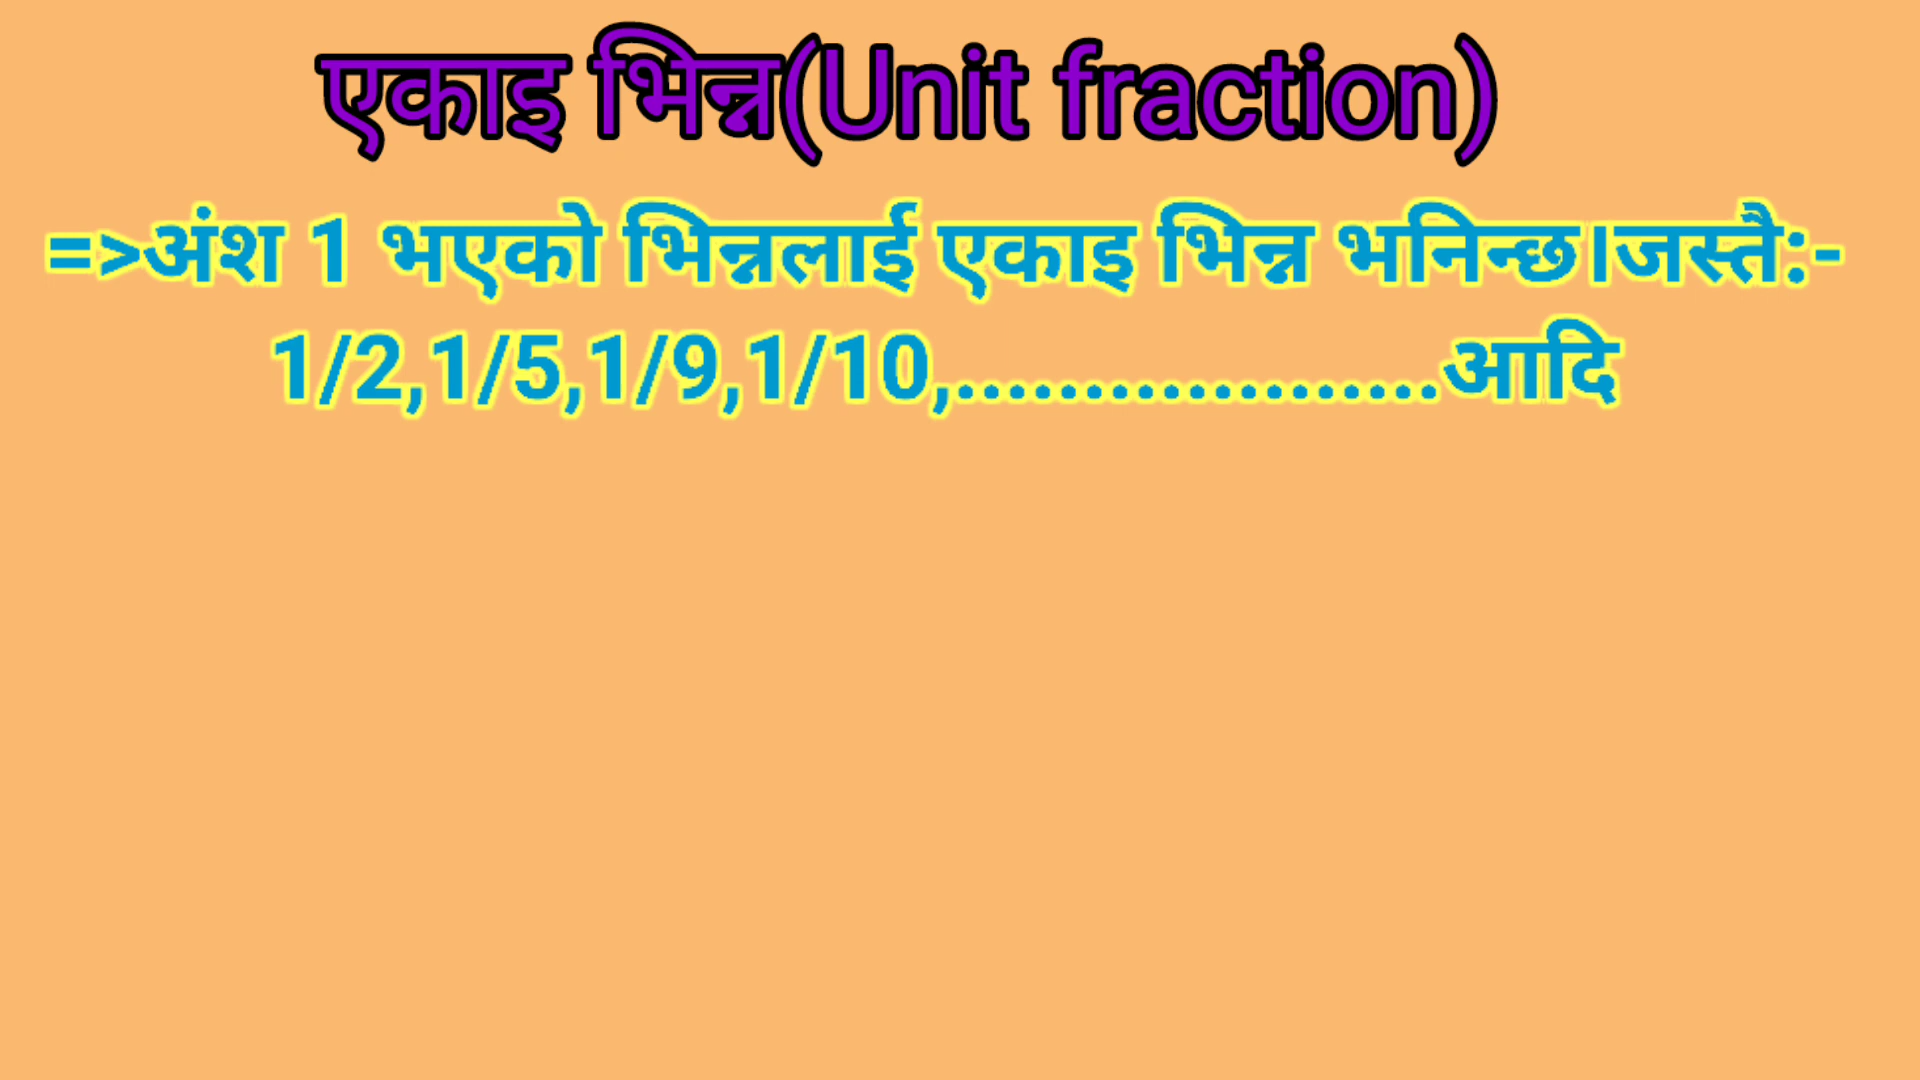 एकाइ भिन्न(Unit fraction)
=>अंश 1 भएको भिन्नलाई एकाइ भिन्न भनिन्छ।जस्तै:-
1/2,1/5,1/9,1/10,...................आदि